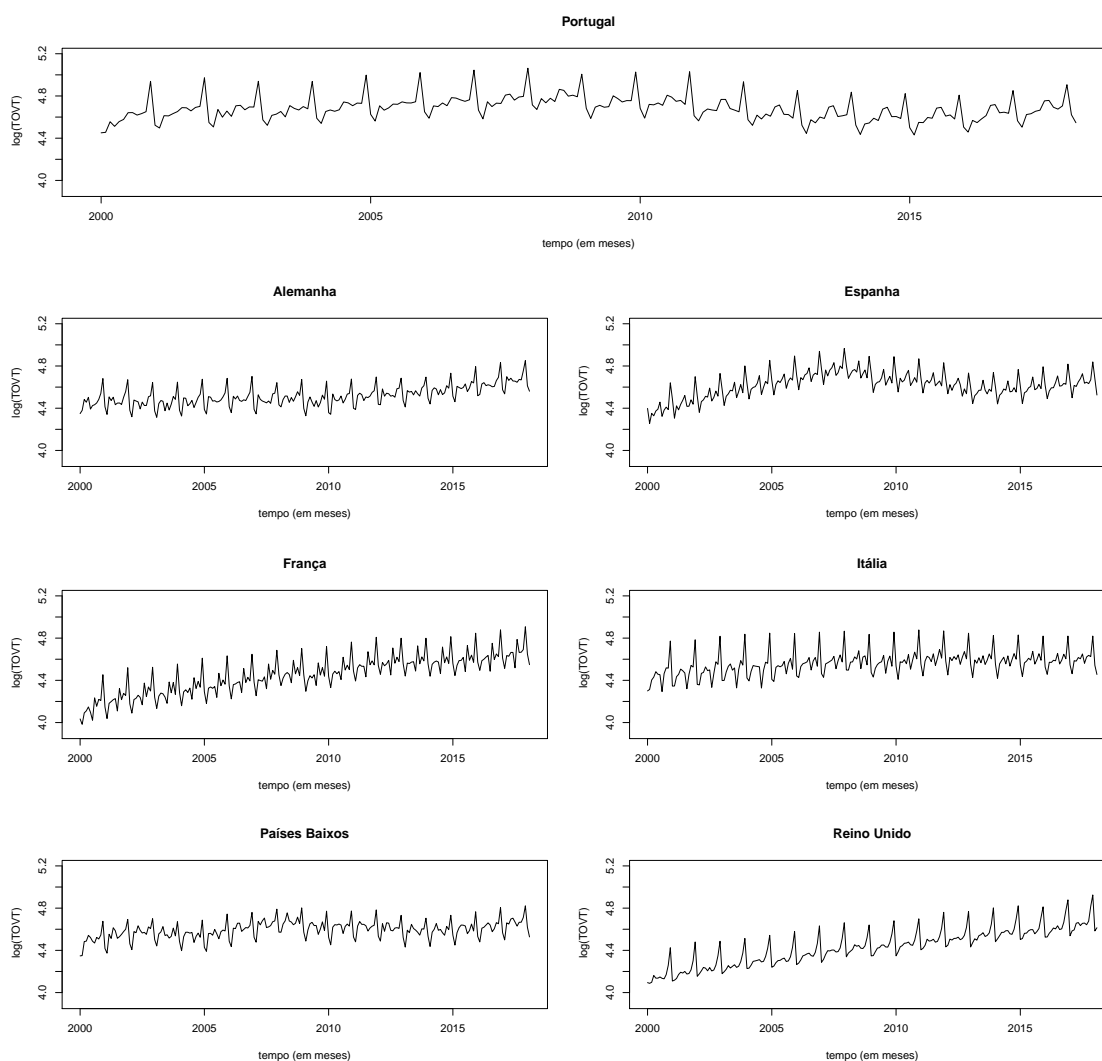 Portugal
log(TOVT)
5.2
4.8
4.4
4.0
2000 2005 2010 2015
tempo (em meses)
Alemanha
log(TOVT)
5.2
4.8
4.4
4.0
2000 2005 2010 2015
tempo (em meses)
Espanha
log(TOVT)
5.2
4.8
4.4
4.0
2000 2005 2010 2015
tempo (em meses)
França
log(TOVT)
5.2
4.8
4.4
4.0
2000 2005 2010 2015
tempo (em meses)
Itália
log(TOVT)
5.2
4.8
4.4
4.0
2000 2005 2010 2015
tempo (em meses)
Países Baixos
log(TOVT)
5.2
4.8
4.4
4.0
2000 2005 2010 2015
tempo (em meses)
Reino Unido
log(TOVT)
5.2
4.8
4.4
4.0
2000 2005 2010 2015
tempo (em meses)